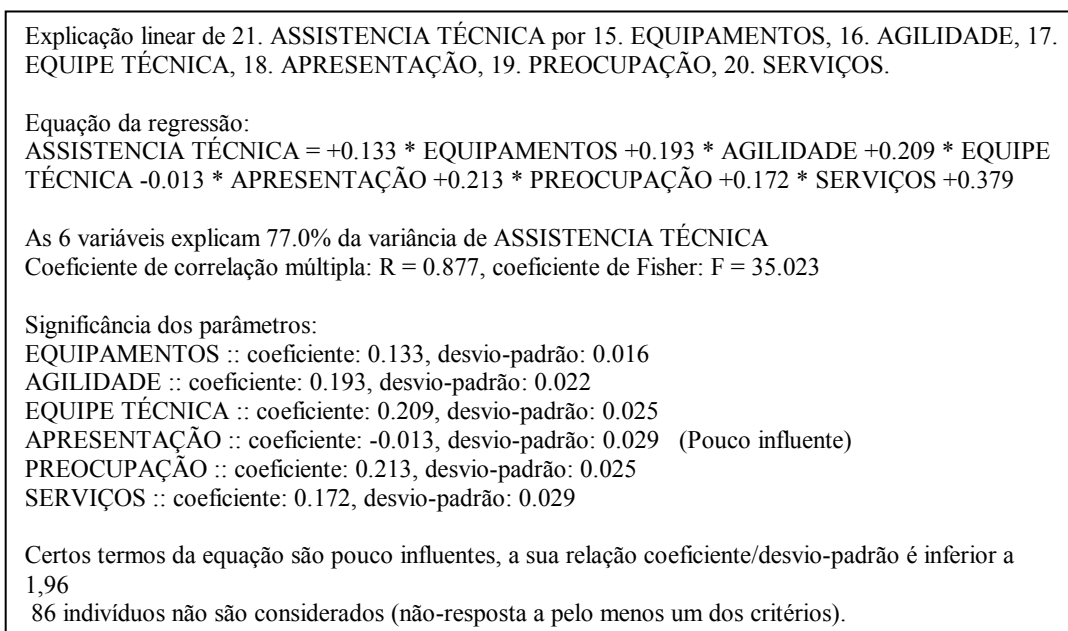 Explicação linear de 21. ASSISTENCIA TÉCNICA por 15. EQUIPAMENTOS, 16. AGILIDADE, 17.
EQUIPE TÉCNICA, 18. APRESENTAÇÃO, 19. PREOCUPAÇÃO, 20. SERVIÇOS.
Equação da regressão:
ASSISTENCIA TÉCNICA = +0.133 * EQUIPAMENTOS +0.193 * AGILIDADE +0.209 * EQUIPE
TÉCNICA -0.013 * APRESENTAÇÃO +0.213 * PREOCUPAÇÃO +0.172 * SERVIÇOS +0.379
As 6 variáveis explicam 77.0% da variância de ASSISTENCIA TÉCNICA
Coeficiente de correlação múltipla: R = 0.877, coeficiente de Fisher: F = 35.023
Significância dos parâmetros:
EQUIPAMENTOS :: coeficiente: 0.133, desvio-padrão: 0.016
AGILIDADE :: coeficiente: 0.193, desvio-padrão: 0.022
EQUIPE TÉCNICA :: coeficiente: 0.209, desvio-padrão: 0.025
APRESENTAÇÃO :: coeficiente: -0.013, desvio-padrão: 0.029 (Pouco influente)
PREOCUPAÇÃO :: coeficiente: 0.213, desvio-padrão: 0.025
SERVIÇOS :: coeficiente: 0.172, desvio-padrão: 0.029
Certos termos da equação são pouco influentes, a sua relação coeficiente/desvio-padrão é inferior a
1,96
86 indivíduos não são considerados (não-resposta a pelo menos um dos critérios).